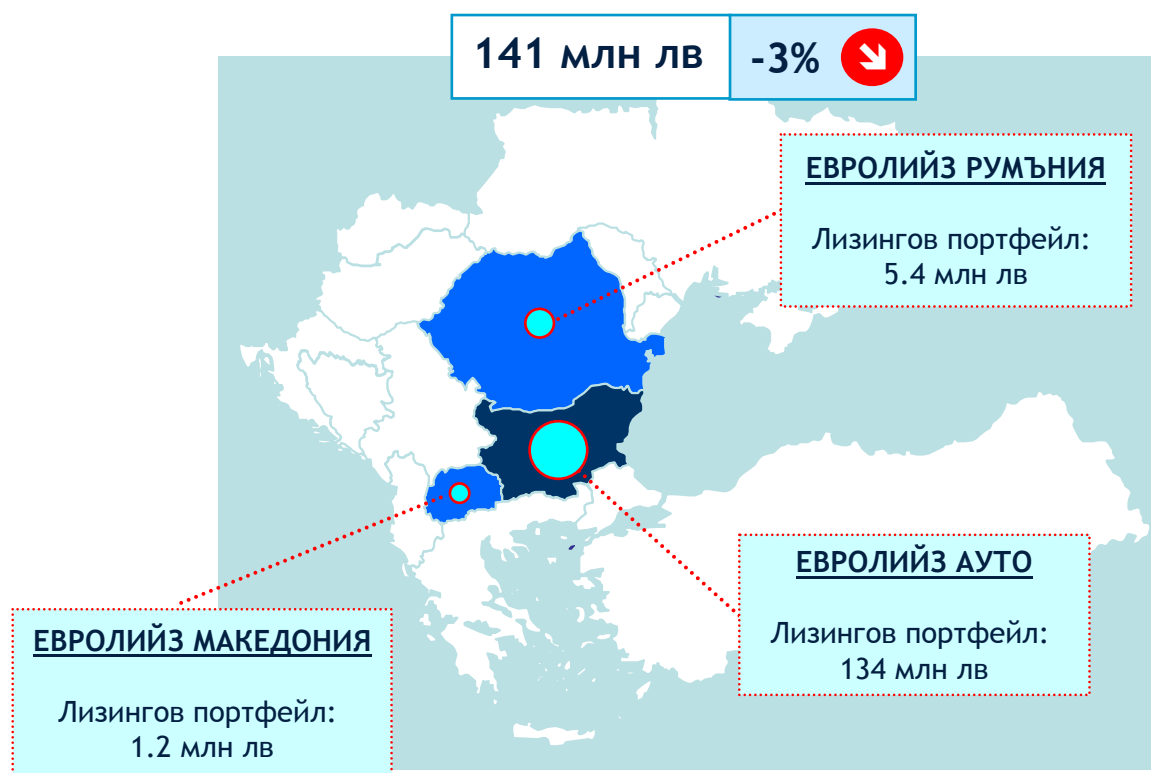 141 млн лв
-3%
ЕВРОЛИЙЗ РУМЪНИЯ
Лизингов портфейл:
5.4 млн лв
ЕВРОЛИЙЗ АУТО
Лизингов портфейл:
134 млн лв
ЕВРОЛИЙЗ МАКЕДОНИЯ
Лизингов портфейл:
1.2 млн лв